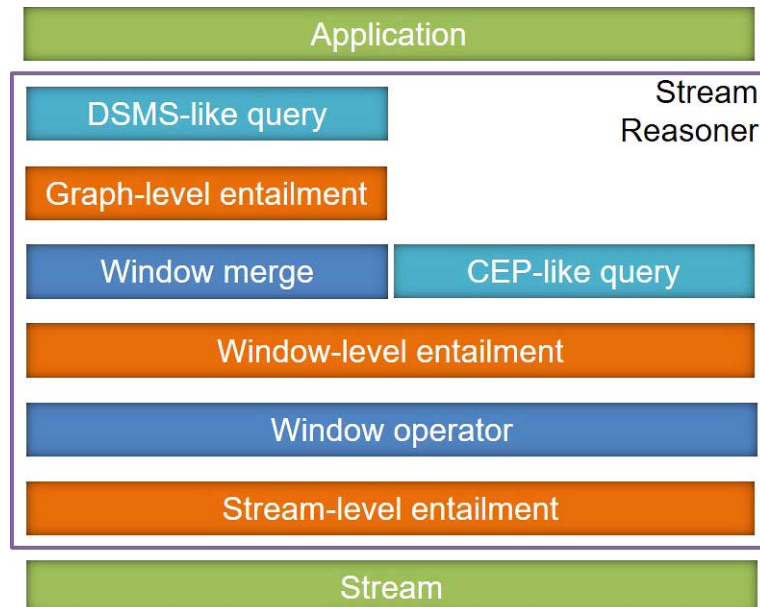 Application
Stream
Reasoner
DSMS-like query
Graph-level entailment
Window merge
CEP-like query
Window-level entailment
Window operator
Stream-level entailment
Stream